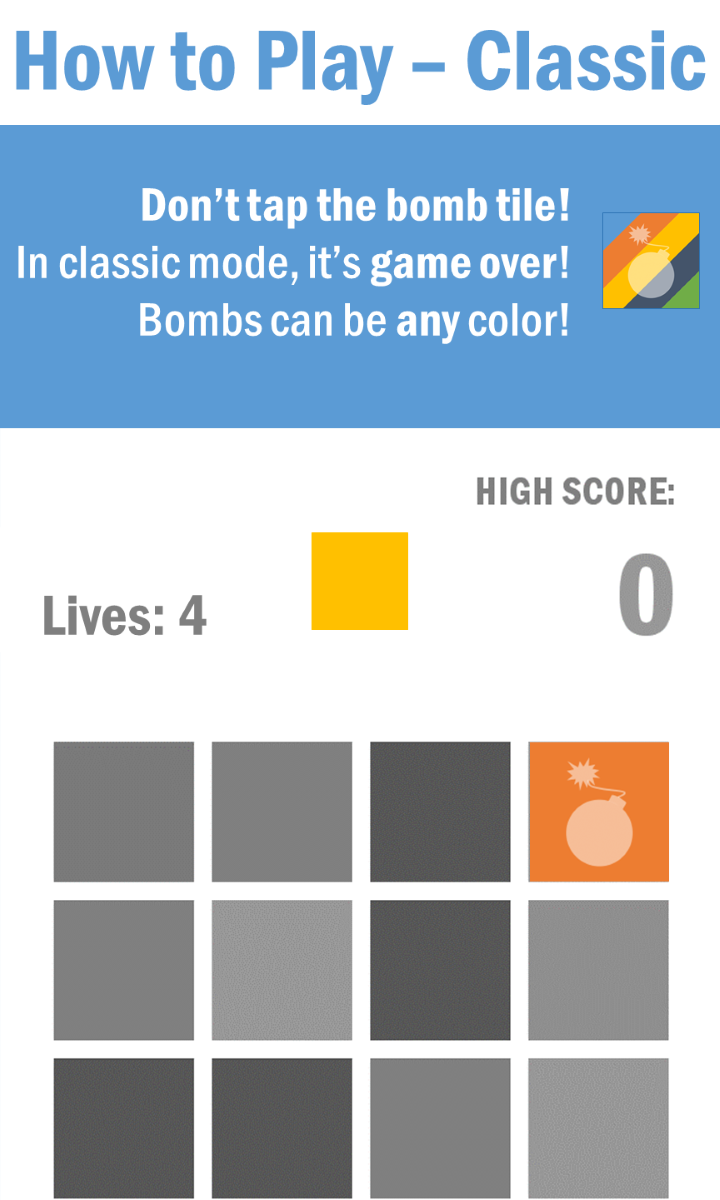 How to Play – Classic
Don’t tap the bomb tile!
In classic mode, it’s game over!
Bombs can be any color!
HIGH SCORE:
0
Lives: 4